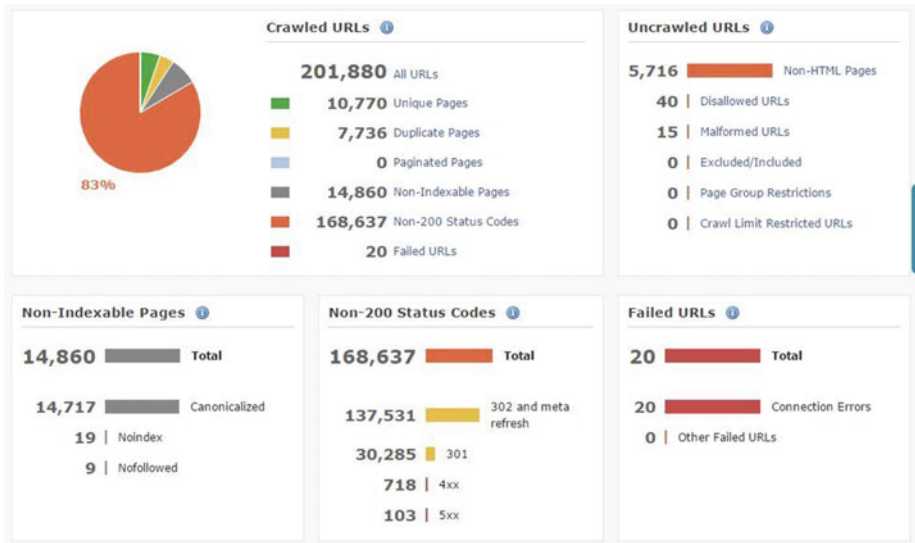 Crawled URLs
201,880 All URLs
10,770 Unique Pages
7,736 Duplicate Pages
0 Paginated Pages
14,860 Non-Indexable Pages
168,637 Non-200 Status Codes
20 Failed URLs
83%
Uncrawled URLs
5,716 Non-HTML Pages
40 Disallowed URLs
15 Malformed URLs
0 Excluded/Included
0 Page Group Restrictions
0 Crawl Limit Restricted URLs
Non-Indexable Pages
14,860 Total
14,717 Canonicalized
19 Noindex
9 Nofollowed
Non-200 Status Codes
168,637 Total
137,531 302 and meta
refresh
30,285 301
718 4xx
103 5xx
Failed URLs
20 Total
20 Connection Errors
0 Other Failed URLs